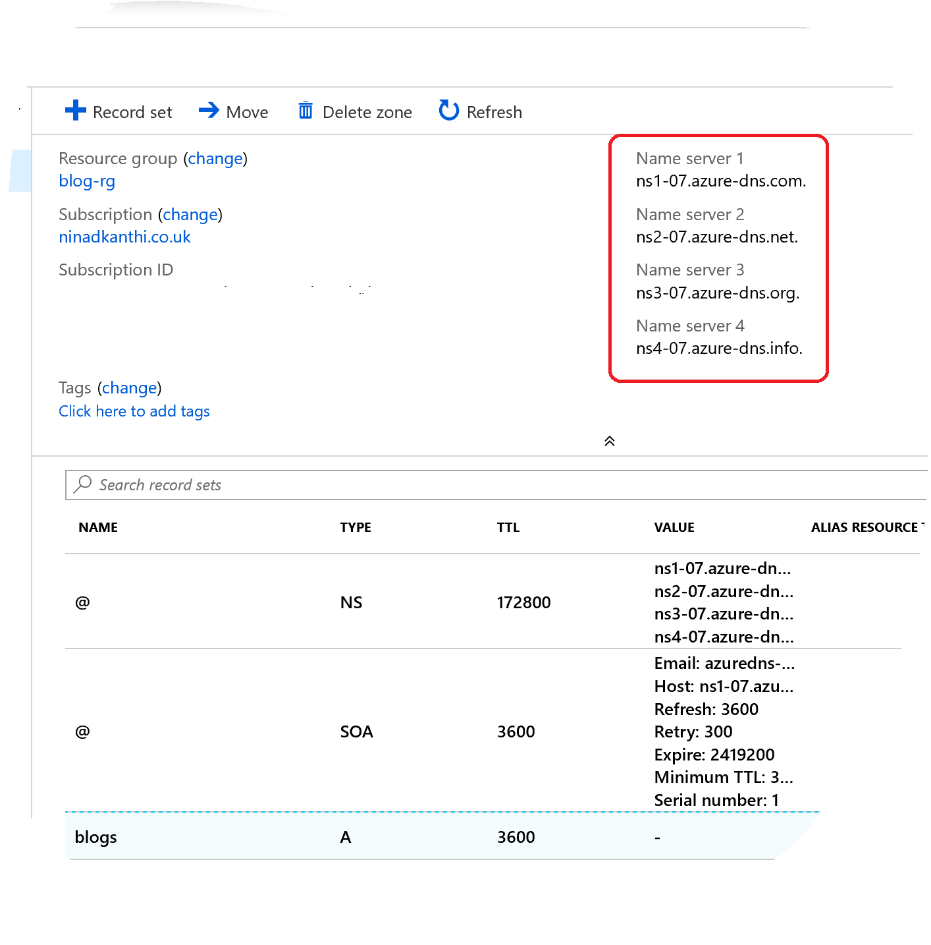 Record set Move Delete zone Refresh
Resource group (change)
blog-rg
Subscription (change)
ninadkanthi.co.uk
Subscription ID
Tags (change)
Click here to add tags
Name server 1
ns1-07.azure-dns.com.
Name server 2
ns2-07.azure-dns.net.
Name server 3
ns3-07.azure-dns.org.
Name server 4
ns4-07.azure-dns.info.
Search record sets
NAME TYPE TTL VALUE ALIAS RESOURCE
@ NS 172800 ns1-07.azure-dn...
ns2-07.azure-dn...
ns3-07.azure-dn...
ns4-07.azure-dn...
@ SOA 3600 Email: azuredns-...
Host: ns1-07.azu...
Refresh: 3600
Retry: 300
Expire: 2419200
Minimum TTL: 3...
Serial number: 1
blogs A 3600 -